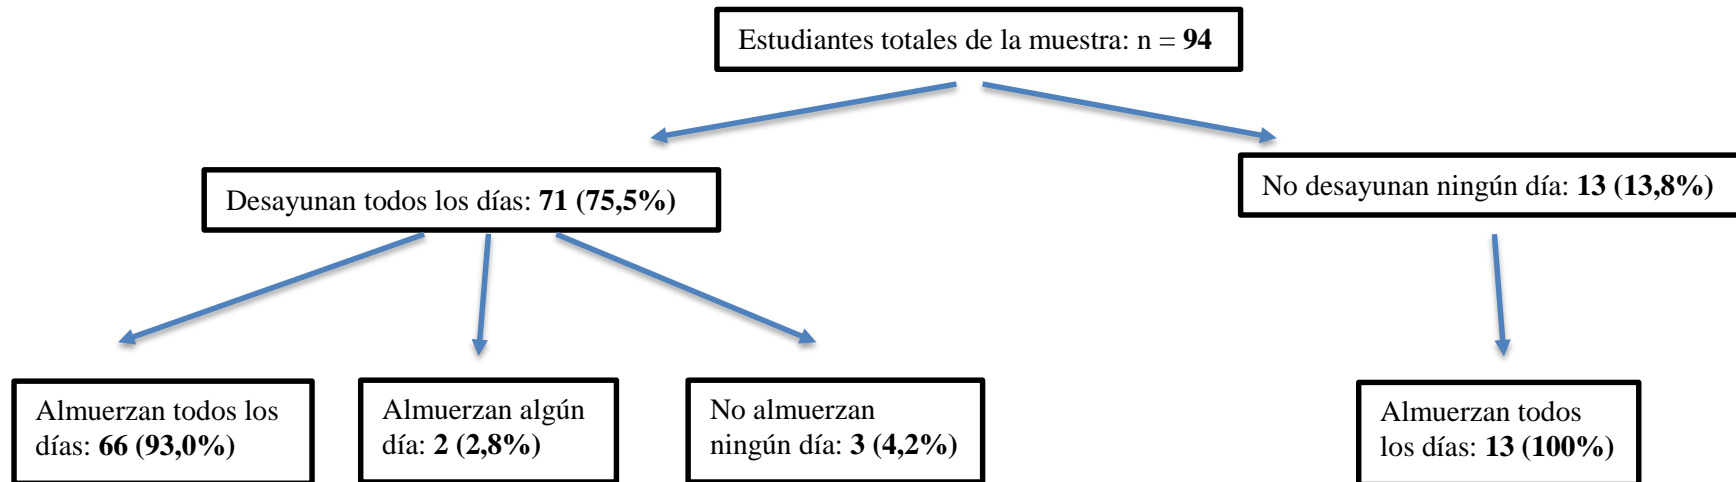 Estudiantes totales de la muestra: n = 94
Desayunan todos los días: 71 (75,5%)
No desayunan ningún día: 13 (13,8%)
Almuerzan todos los
días: 66 (93,0%)
Almuerzan algún
día: 2 (2,8%)
No almuerzan
ningún día: 3 (4,2%)
Almuerzan todos
los días: 13 (100%)